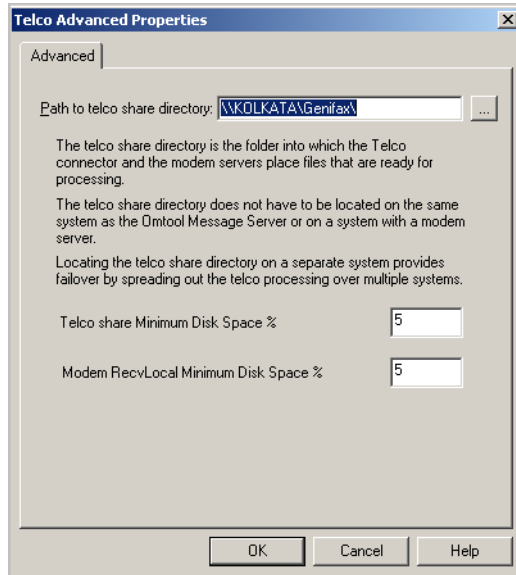 Telco Advanced Properties
Advanced
Path to telco share directory: \\KOLKATA\Genifax\ ...
The telco share directory is the folder into which the Telco
connector and the modem servers place files that are ready for
processing.
The telco share directory does not have to be located on the same
system as the Omtool Message Server or on a system with a modem
server.
Locating the telco share directory on a separate system provides
failover by spreading out the telco processing over multiple systems.
Telco share Minimum Disk Space % 5
Modem RecvLocal Minimum Disk Space % 5
OK Cancel Help